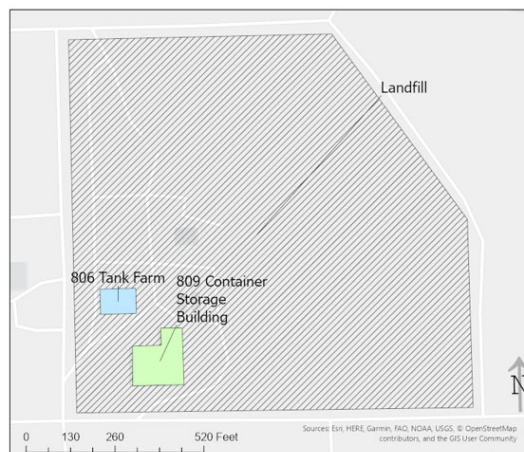 Landfill
806 Tank Farm
809 Container
Storage
Building
N
0 130 260 520 Feet
Sources: Esri, HERE, Garmin, FAO, NOAA, USGS, © OpenStreetMap
contributors, and the GIS User Community